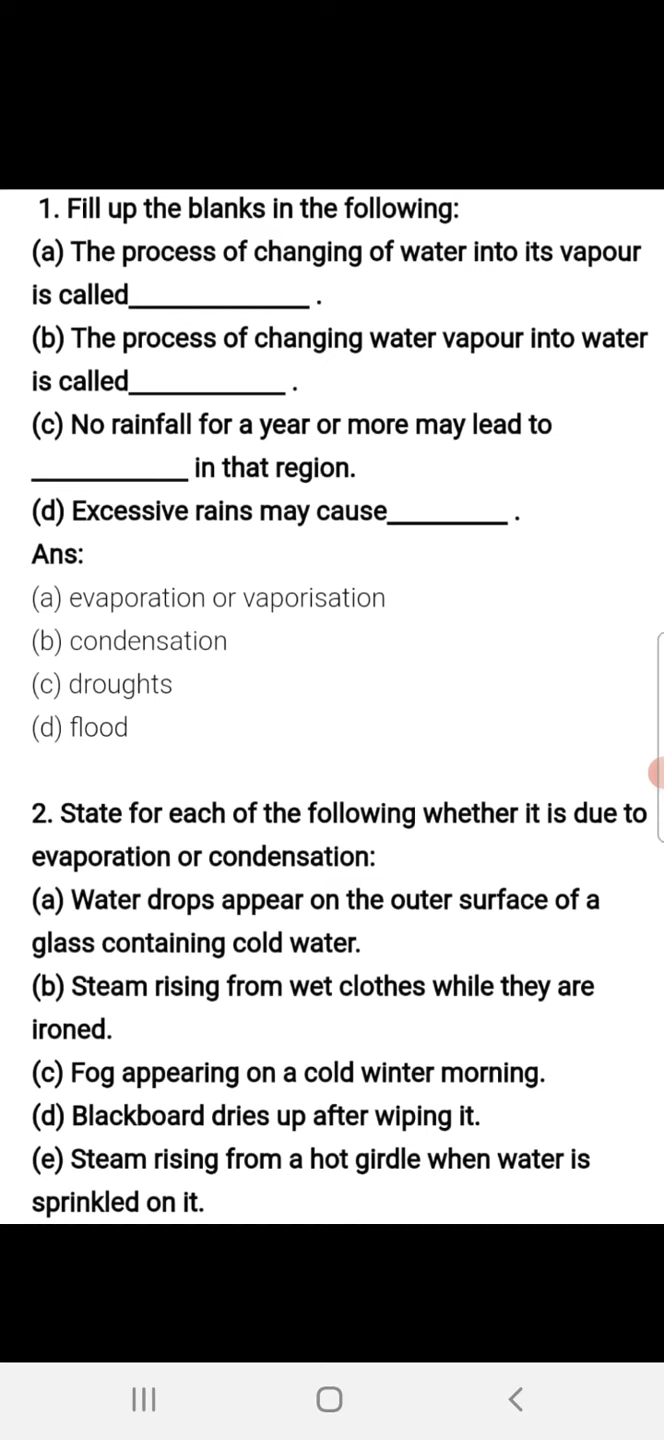 1. Fill up the blanks in the following:
(a) The process of changing of water into its vapour
is called_____________ .
(b) The process of changing water vapour into water
is called___________ .
(c) No rainfall for a year or more may lead to
___________ in that region.
(d) Excessive rains may cause_________ .
Ans:
(a) evaporation or vaporisation
(b) condensation
(c) droughts
(d) flood
2. State for each of the following whether it is due to
evaporation or condensation:
(a) Water drops appear on the outer surface of a
glass containing cold water.
(b) Steam rising from wet clothes while they are
ironed.
(c) Fog appearing on a cold winter morning.
(d) Blackboard dries up after wiping it.
(e) Steam rising from a hot girdle when water is
sprinkled on it.